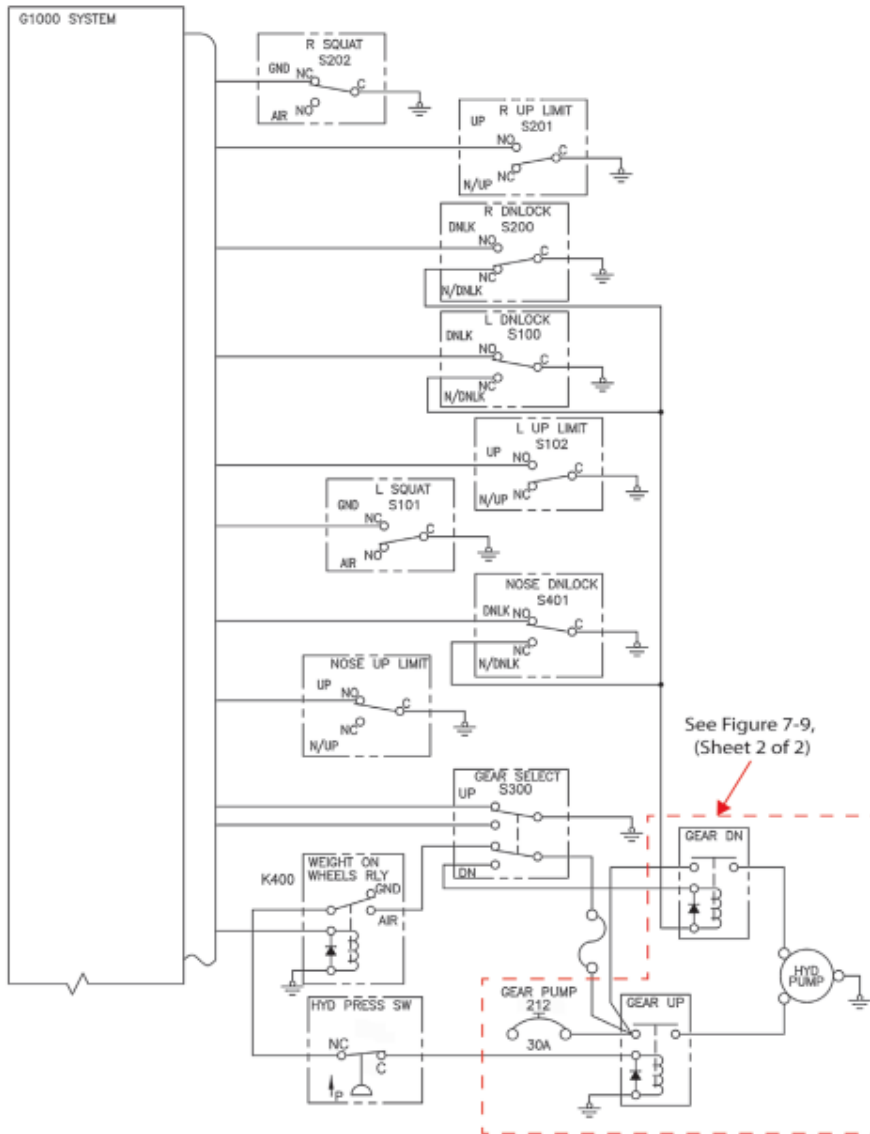 G1000 SYSTEM
R SQUAT
S202
GND NC C
AIR NO
R UP LIMIT
S201
UP
NO C
NC
N/UP
R DNLOCK
S200
DNLK
NO C
NC
N/DNLK
L DNLOCK
S100
DNLK
NO C
NC
N/DNLK
L UP LIMIT
S102
UP
NO C
NC
N/UP
L SQUAT
S101
GND
NC C
NO
AIR
NOSE DNLOCK
S401
DNLK NO C
NC
N/DNLK
NOSE UP LIMIT
UP
NO C
NC
N/UP
See Figure 7-9,
(Sheet 2 of 2)
GEAR SELECT
S300
UP
DN
GEAR DN
K400
WEIGHT ON
WHEELS RLY
GND
AIR
HYD
PUMP
HYD PRESS SW
NC
C
P
GEAR PUMP
212
30A
GEAR UP